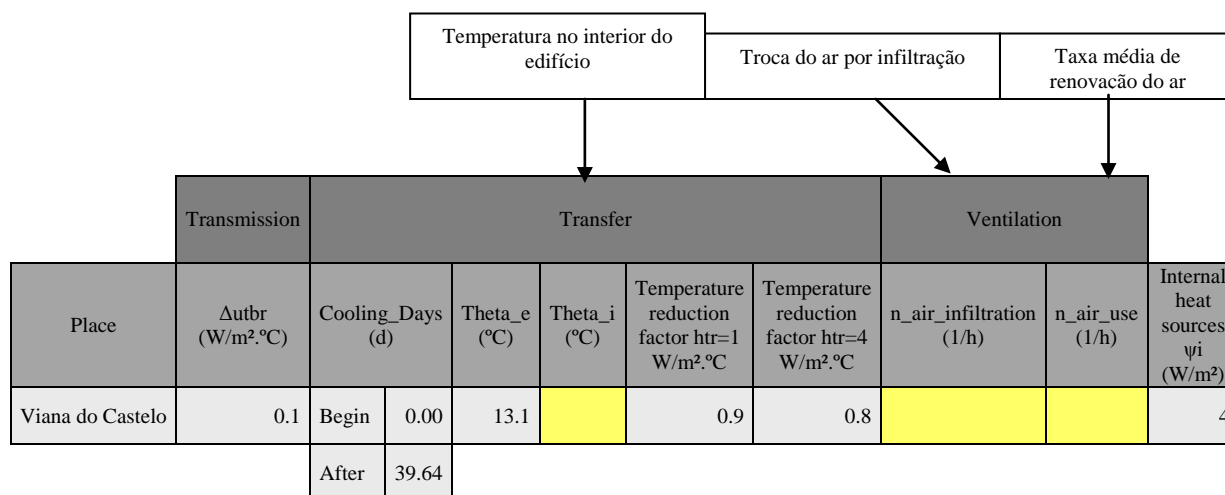 Temperatura no interior do
edifício
Troca do ar por infiltração
Taxa média de
renovação do ar
Transmission
Transfer
Ventilation
Place
Δutbr
(W/m².ºC)
Cooling_Days
(d)
Theta_e
(ºC)
Theta_i
(ºC)
Temperature
reduction
factor htr=1
W/m².ºC
Temperature
reduction
factor htr=4
W/m².ºC
n_air_infiltration
(1/h)
n_air_use
(1/h)
Internal
heat
sources
ψi
(W/m²)
Viana do Castelo 0.1 Begin 0.00 13.1 0.9 0.8 4
After 39.64